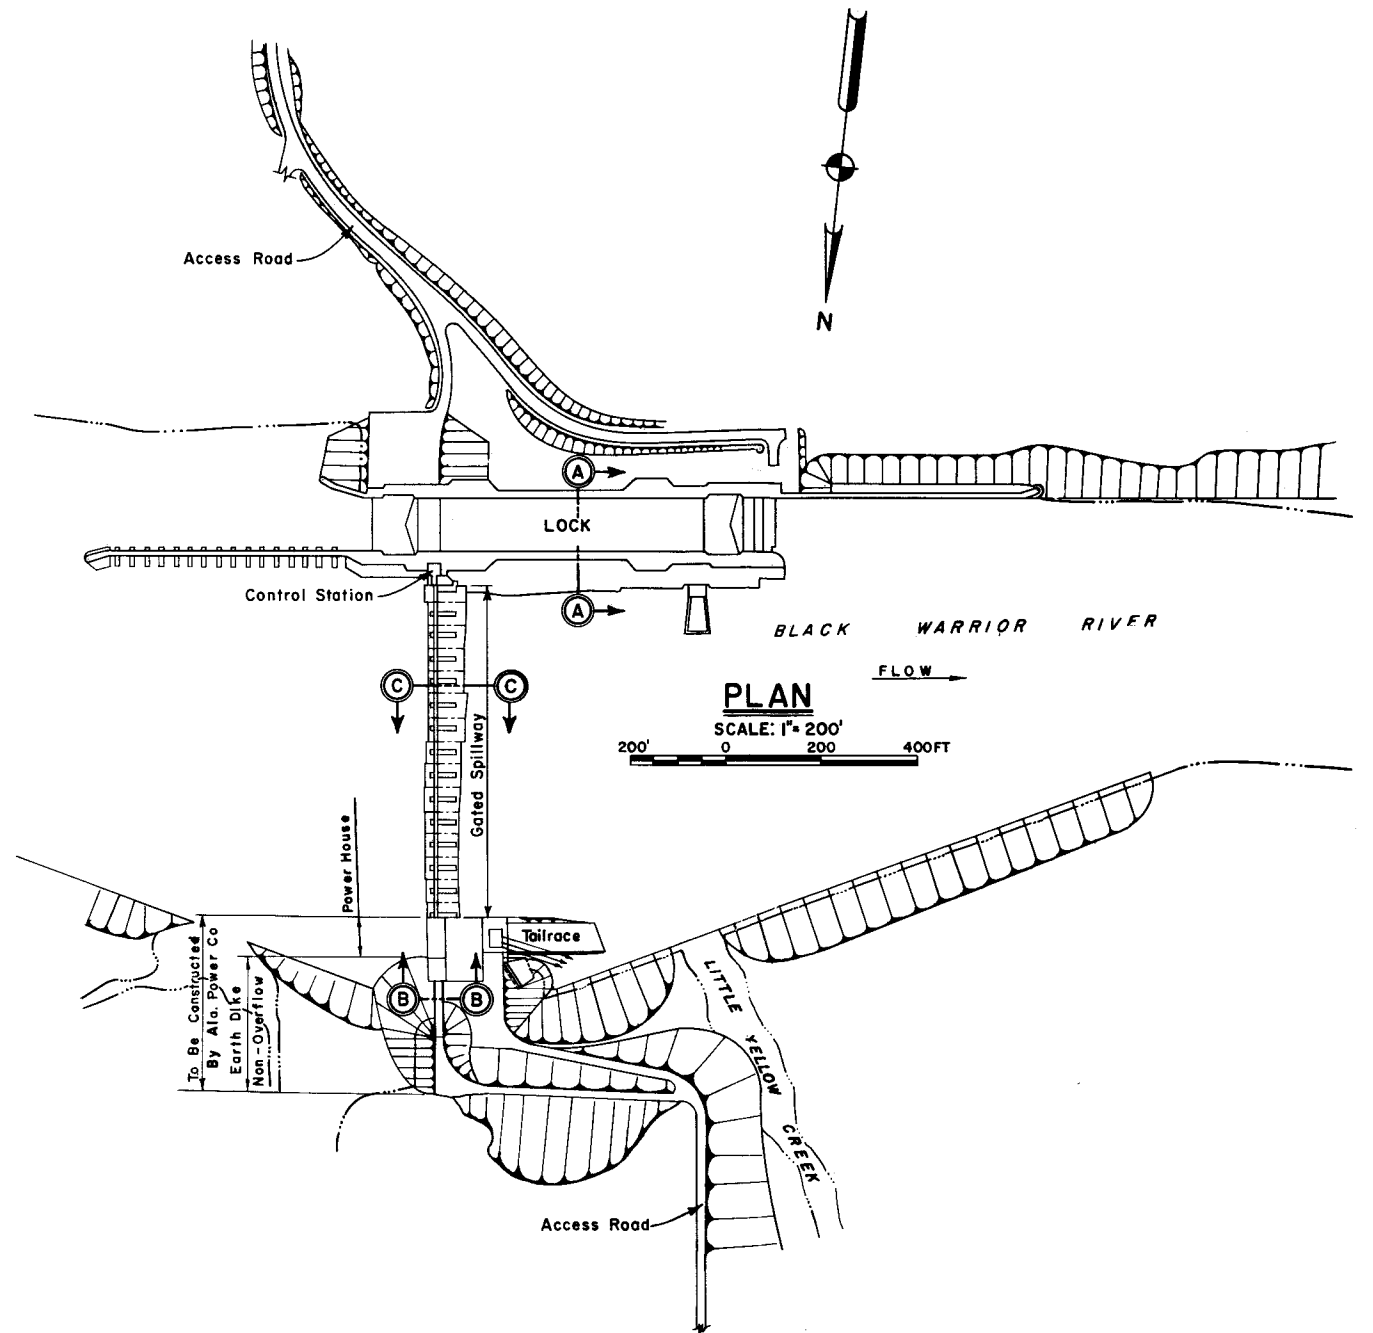 N
Access Road
A
LOCK
Control Station
A
BLACK WARRIOR RIVER
FLOW
C
C
PLAN
SCALE: 1"= 200'
200' 0 200 400FT
Gated Spillway
Power House
Tailrace
To Be Constructed
By Ala. Power Co
Earth Dike
Non-Overflow
B
B
LITTLE YELLOW CREEK
Access Road